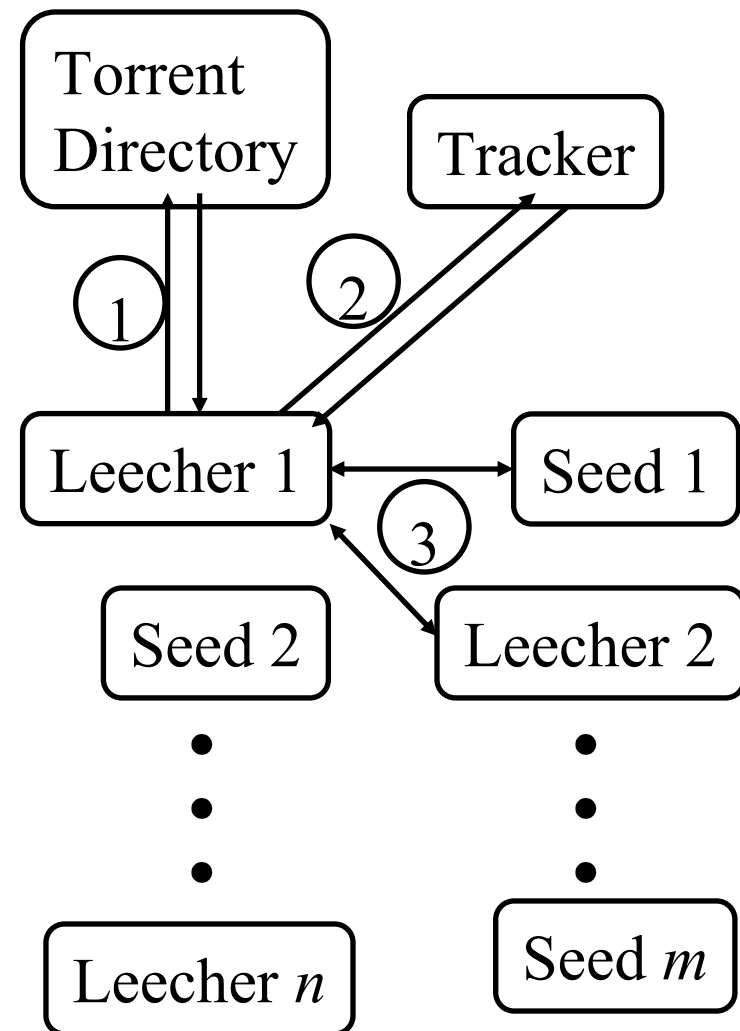 Torrent
Directory
Tracker
1
2
Leecher 1
Seed 1
3
Seed 2
Leecher 2
Leecher n
Seed m